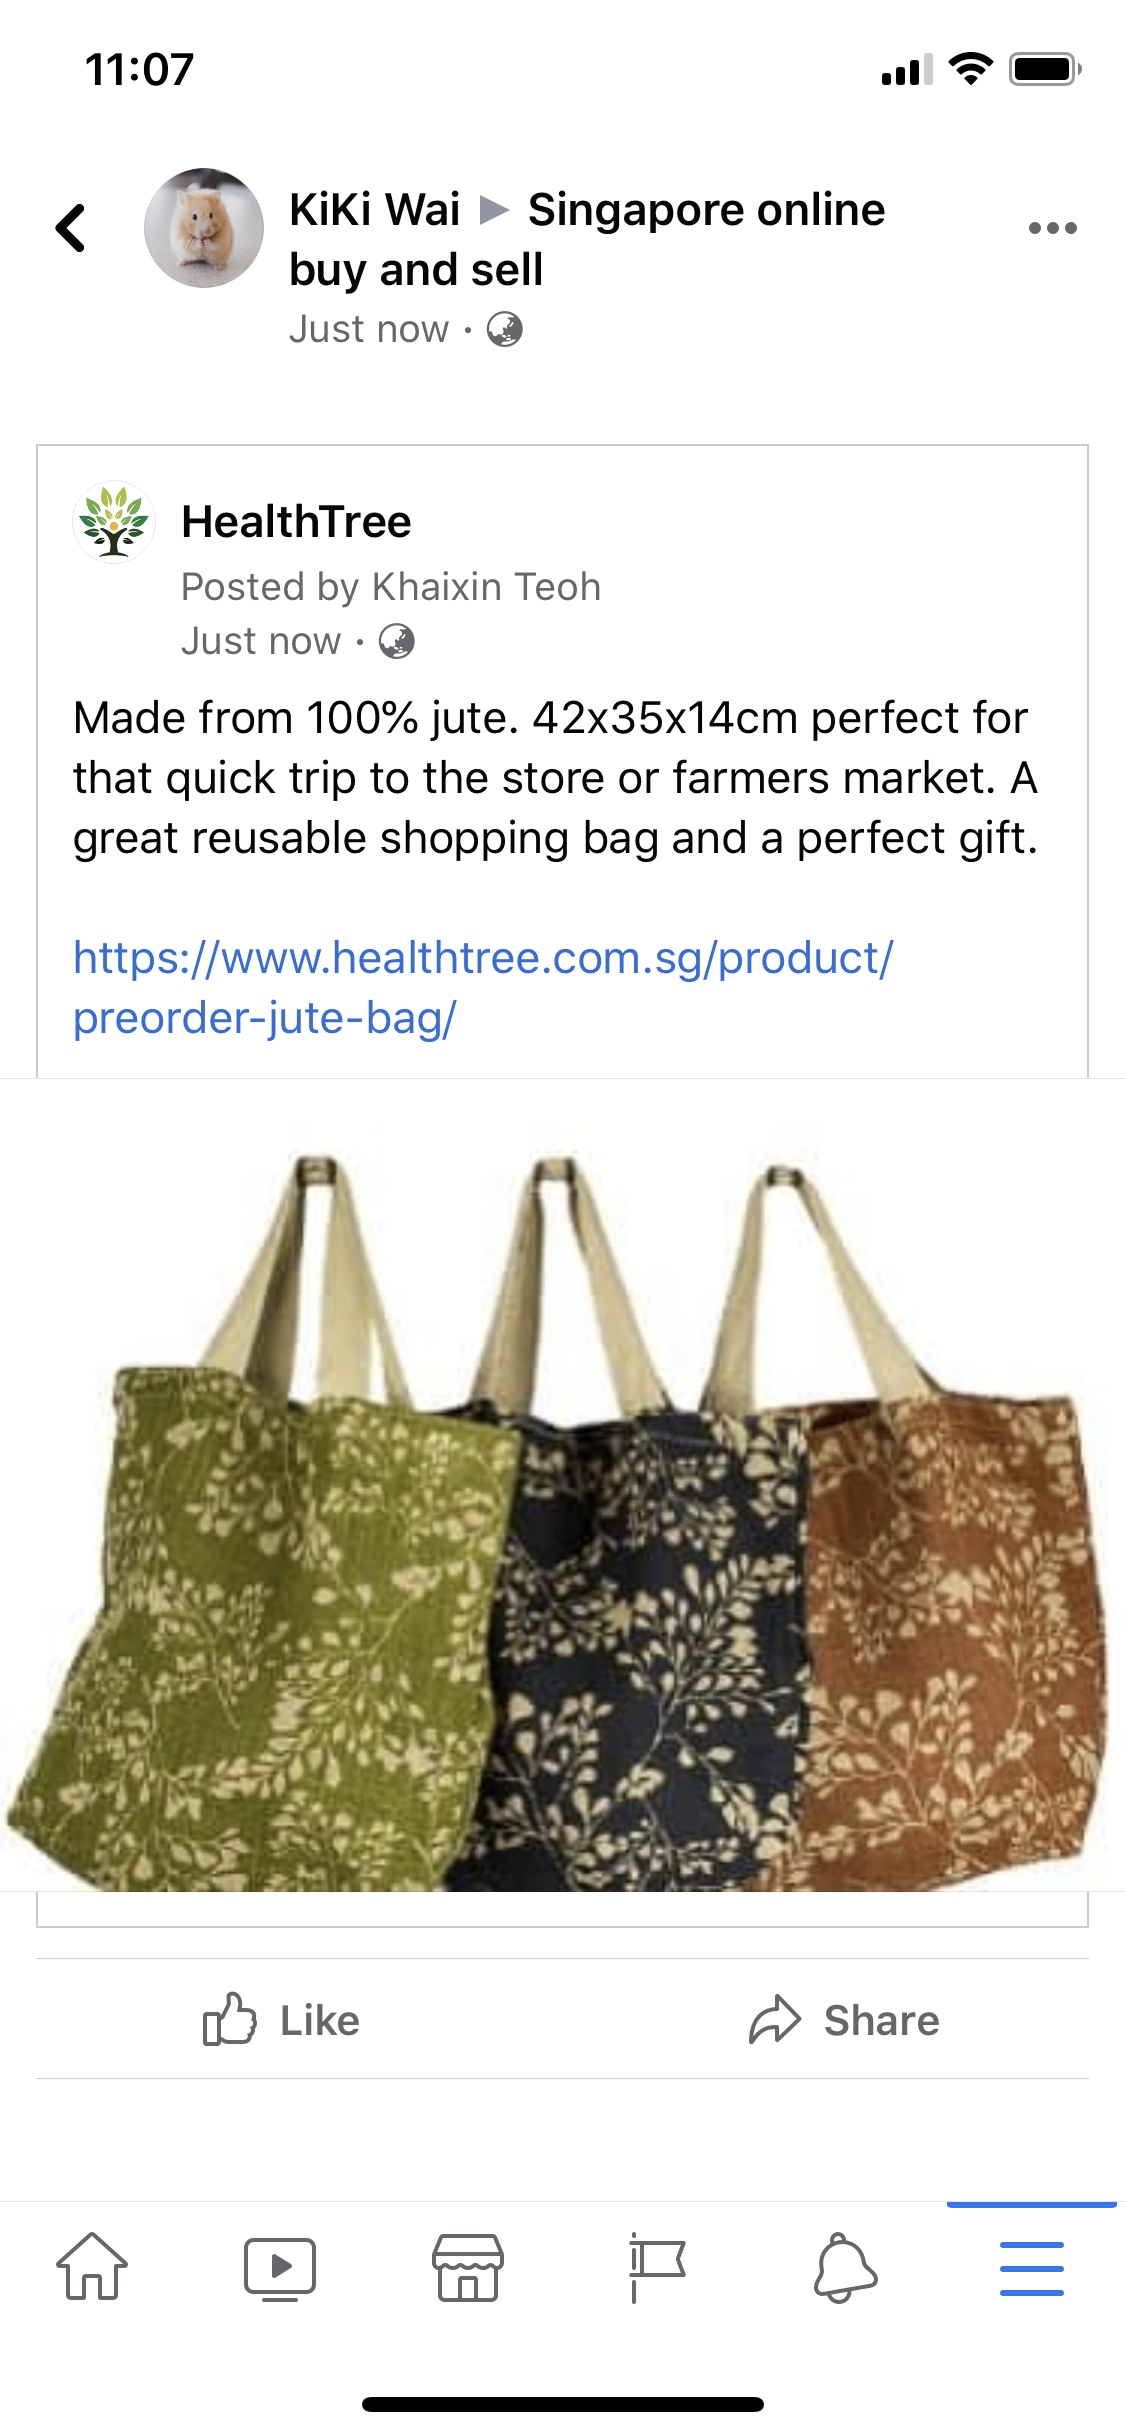 11:07
KiKi Wai ▶ Singapore online
buy and sell
Just now ·
HealthTree
Posted by Khaixin Teoh
Just now ·
Made from 100% jute. 42x35x14cm perfect for
that quick trip to the store or farmers market. A
great reusable shopping bag and a perfect gift.
https://www.healthtree.com.sg/product/
preorder-jute-bag/
Like
Share